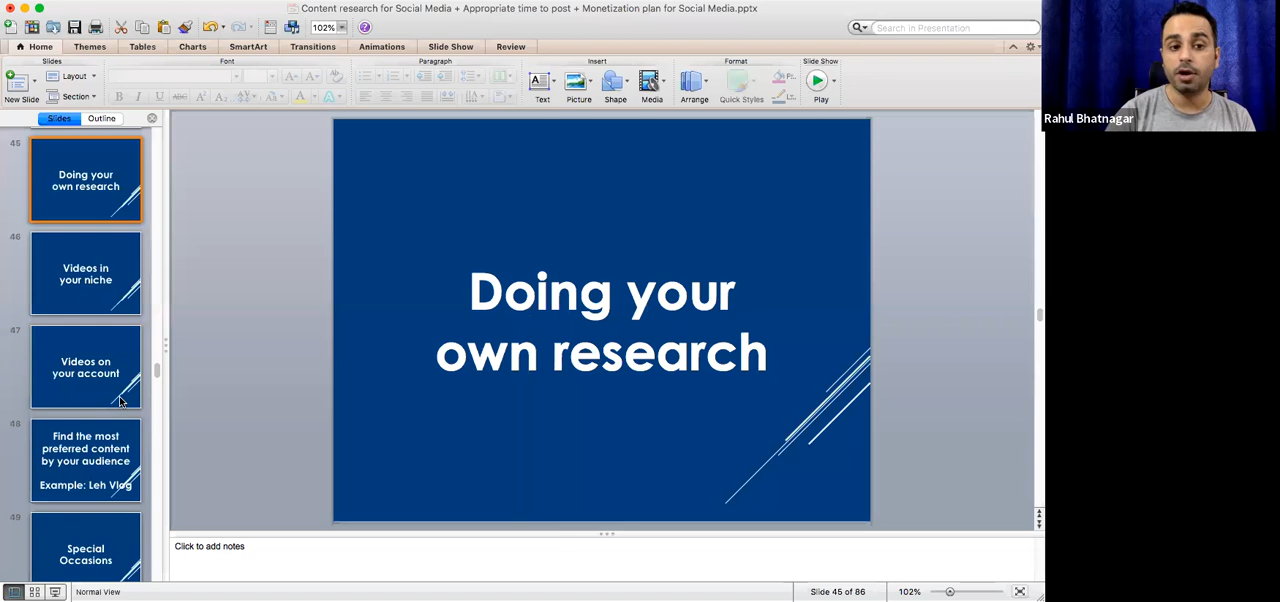 Content research for Social Media + Appropriate time to post + Monetization plan for Social Media.pptx
102%
Search in Presentation
Home Themes Tables Charts SmartArt Transitions Animations Slide Show Review
Slides Font Paragraph Insert Format Slide Show
New Slide
Layout
Section
B I U ABC
Text Picture Shape Media Arrange Quick Styles Play
Slides Outline
45
Doing your
own research
46
Videos in
your niche
47
Videos on
your account
48
Find the most
preferred content
by your audience
Example: Leh Vlog
49
Special
Occasions
Doing your
own research
Click to add notes
Normal View
Slide 45 of 86
102%
Rahul Bhatnagar